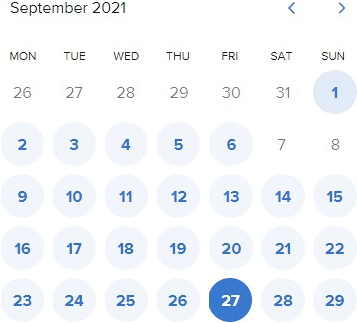 September 2021
MON TUE WED THU FRI SAT SUN
26 27 28 29 30 31 1
2 3 4 5 6 7 8
9 10 11 12 13 14 15
16 17 18 19 20 21 22
23 24 25 26 27 28 29